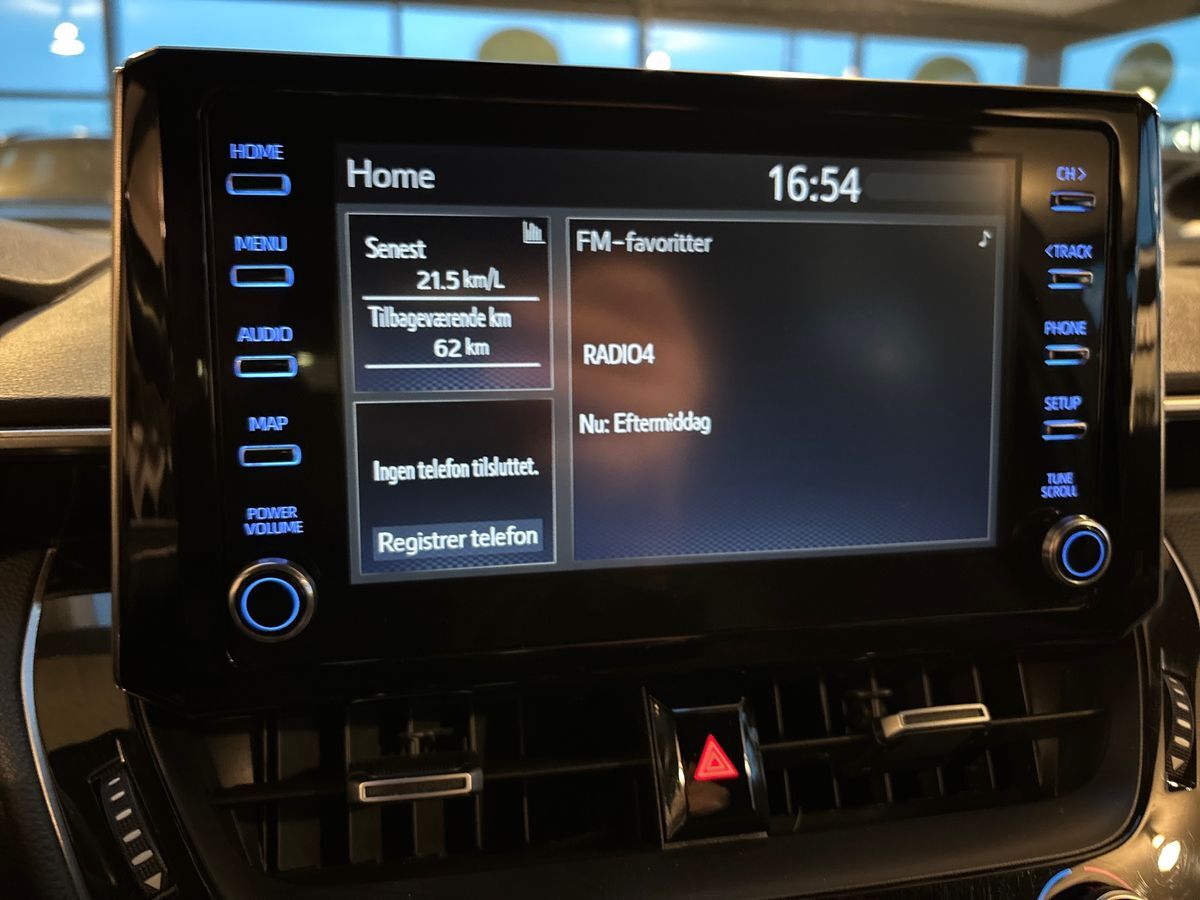 HOME
MENU
AUDIO
MAP
POWER
VOLUME
Home
16:54
Senest
21.5 km/L
Tilbageværende km
62 km
Ingen telefon tilsluttet.
Registrer telefon
FM-favoritter
RADIO4
Nu: Eftermiddag
CH>
<TRACK
PHONE
SETUP
TUNE
SCROLL